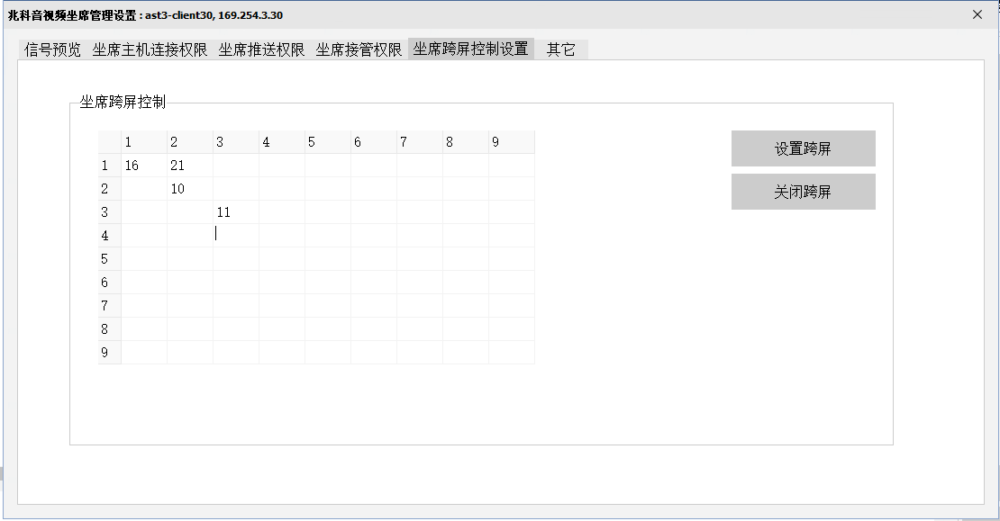 兆科音视频坐席管理设置 : ast3-client30, 169.254.3.30
信号预览 坐席主机连接权限 坐席推送权限 坐席接管权限 坐席跨屏控制设置 其它
坐席跨屏控制
1 2 3 4 5 6 7 8 9
1 16 21
2 10
3 11
4
5
6
7
8
9
设置跨屏
关闭跨屏